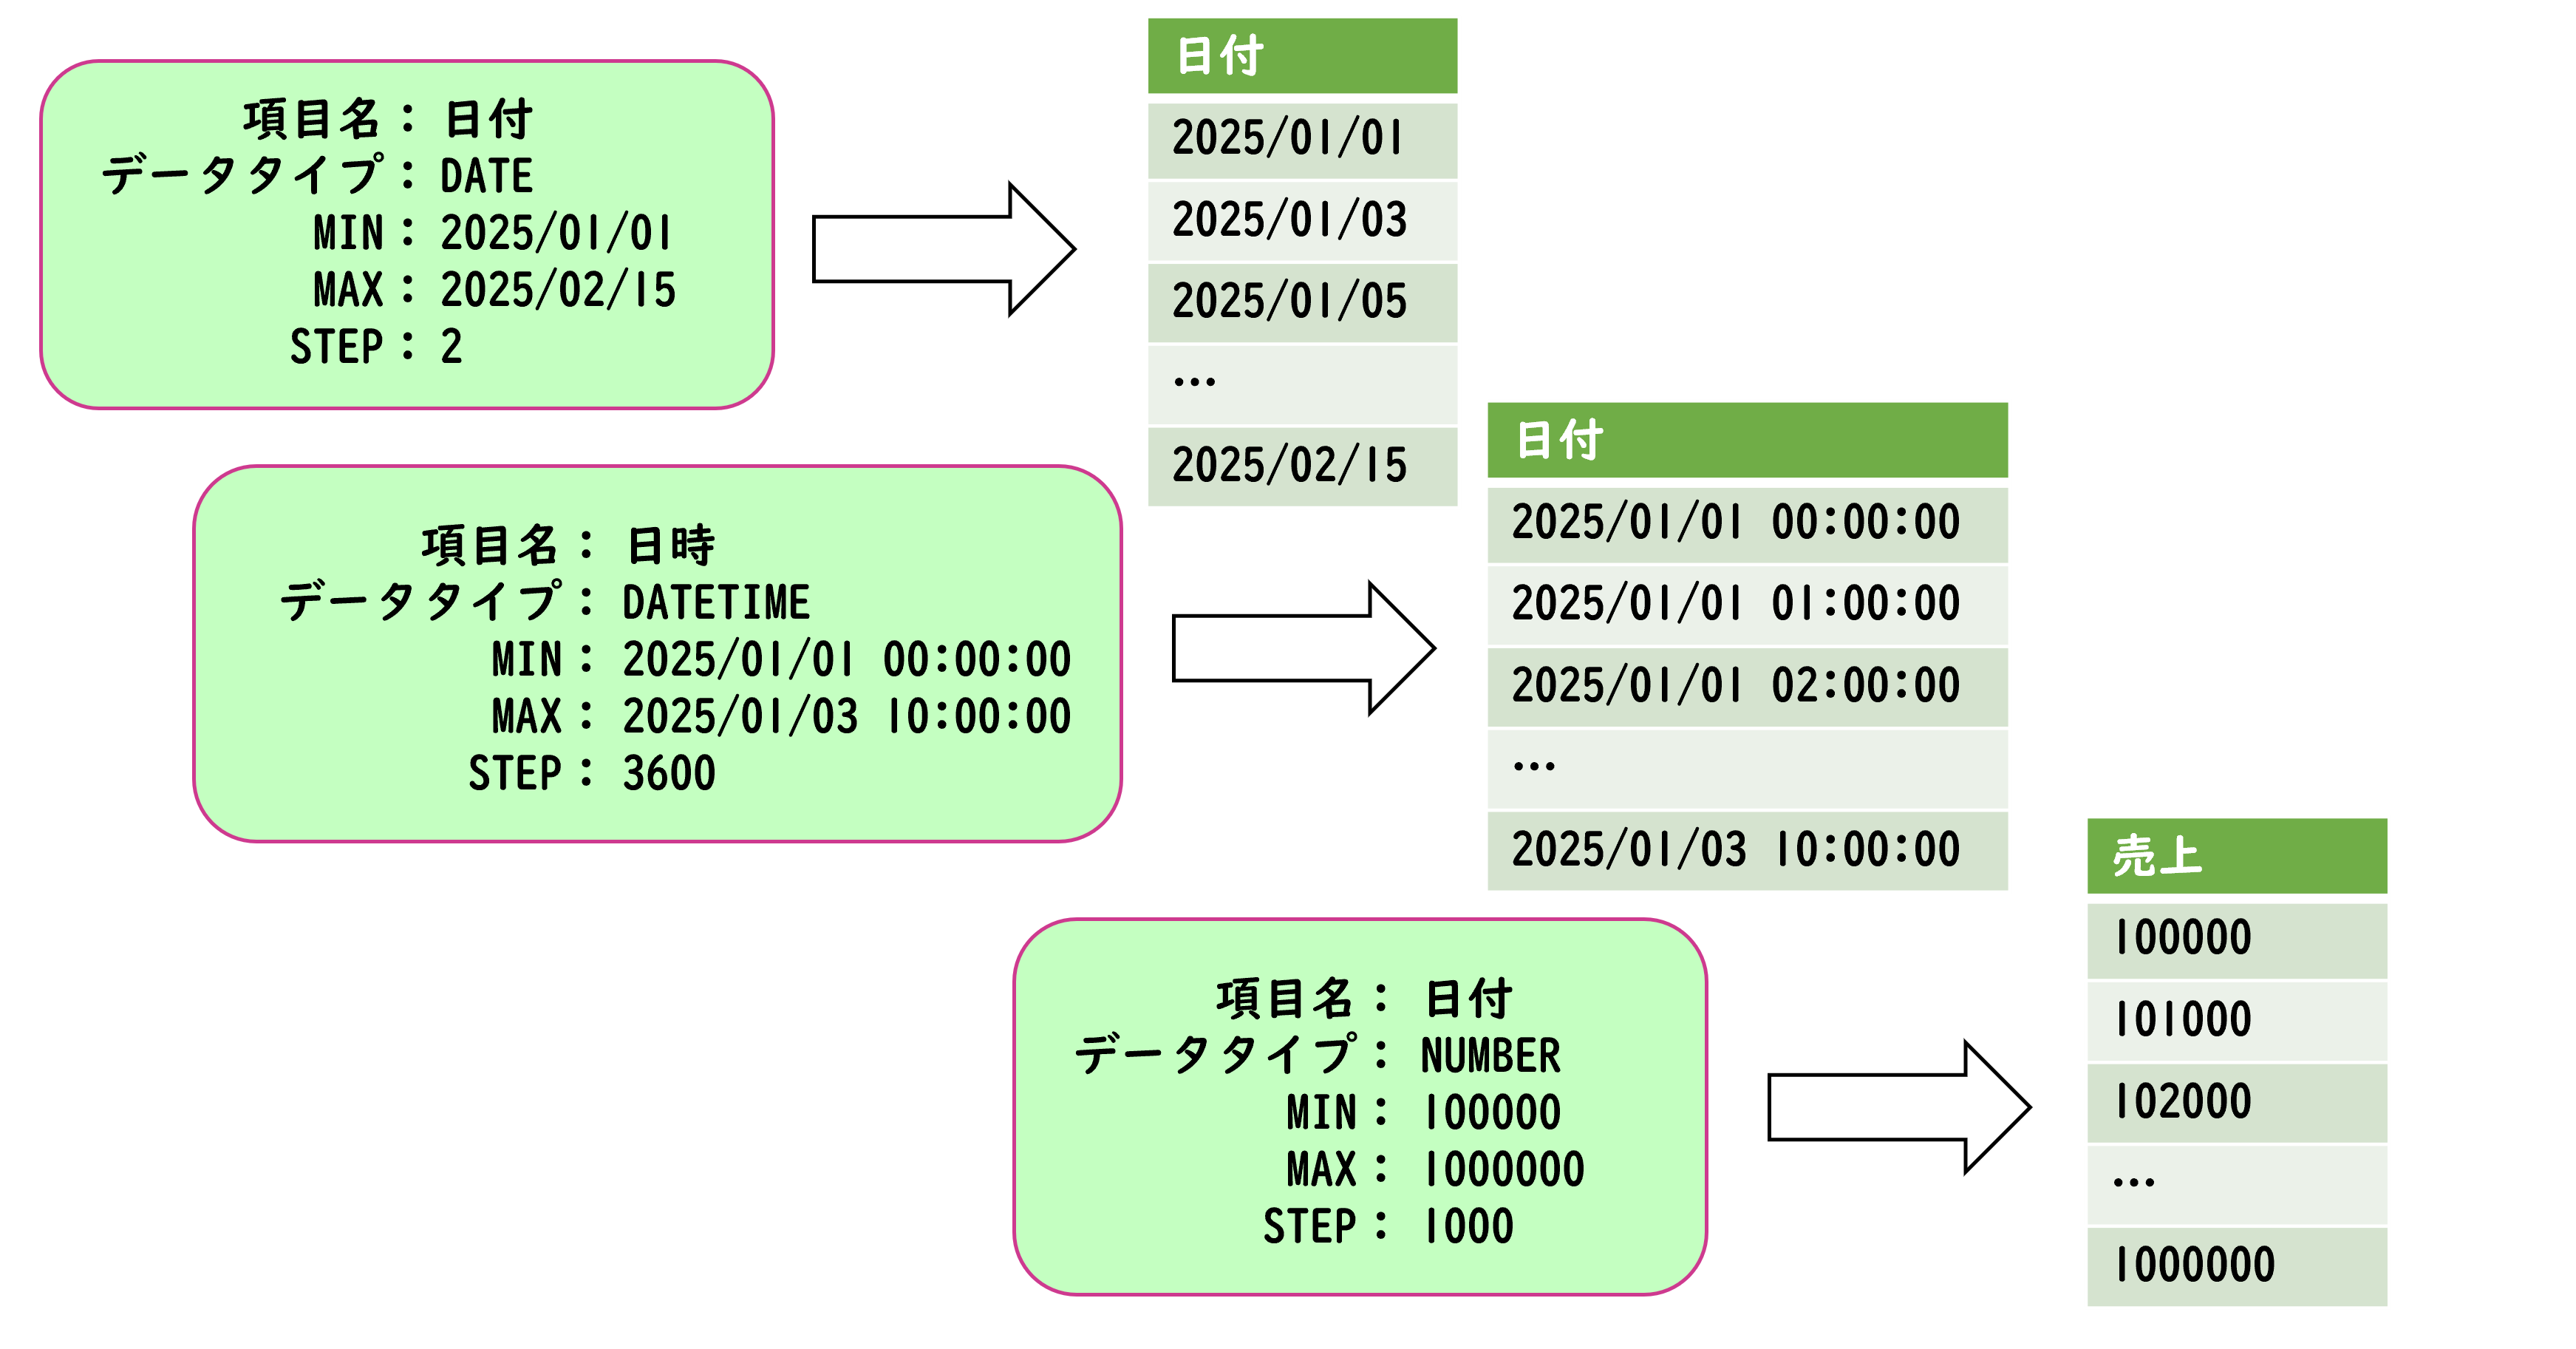 項目名： 日付
データタイプ： DATE
MIN： 2025/01/01
MAX： 2025/02/15
STEP： 2
日付
2025/01/01
2025/01/03
2025/01/05
…
2025/02/15
項目名： 日時
データタイプ： DATETIME
MIN： 2025/01/01 00:00:00
MAX： 2025/01/03 10:00:00
STEP： 3600
日付
2025/01/01 00:00:00
2025/01/01 01:00:00
2025/01/01 02:00:00
…
2025/01/03 10:00:00
項目名： 日付
データタイプ： NUMBER
MIN： 100000
MAX： 1000000
STEP： 1000
売上
100000
101000
102000
…
1000000